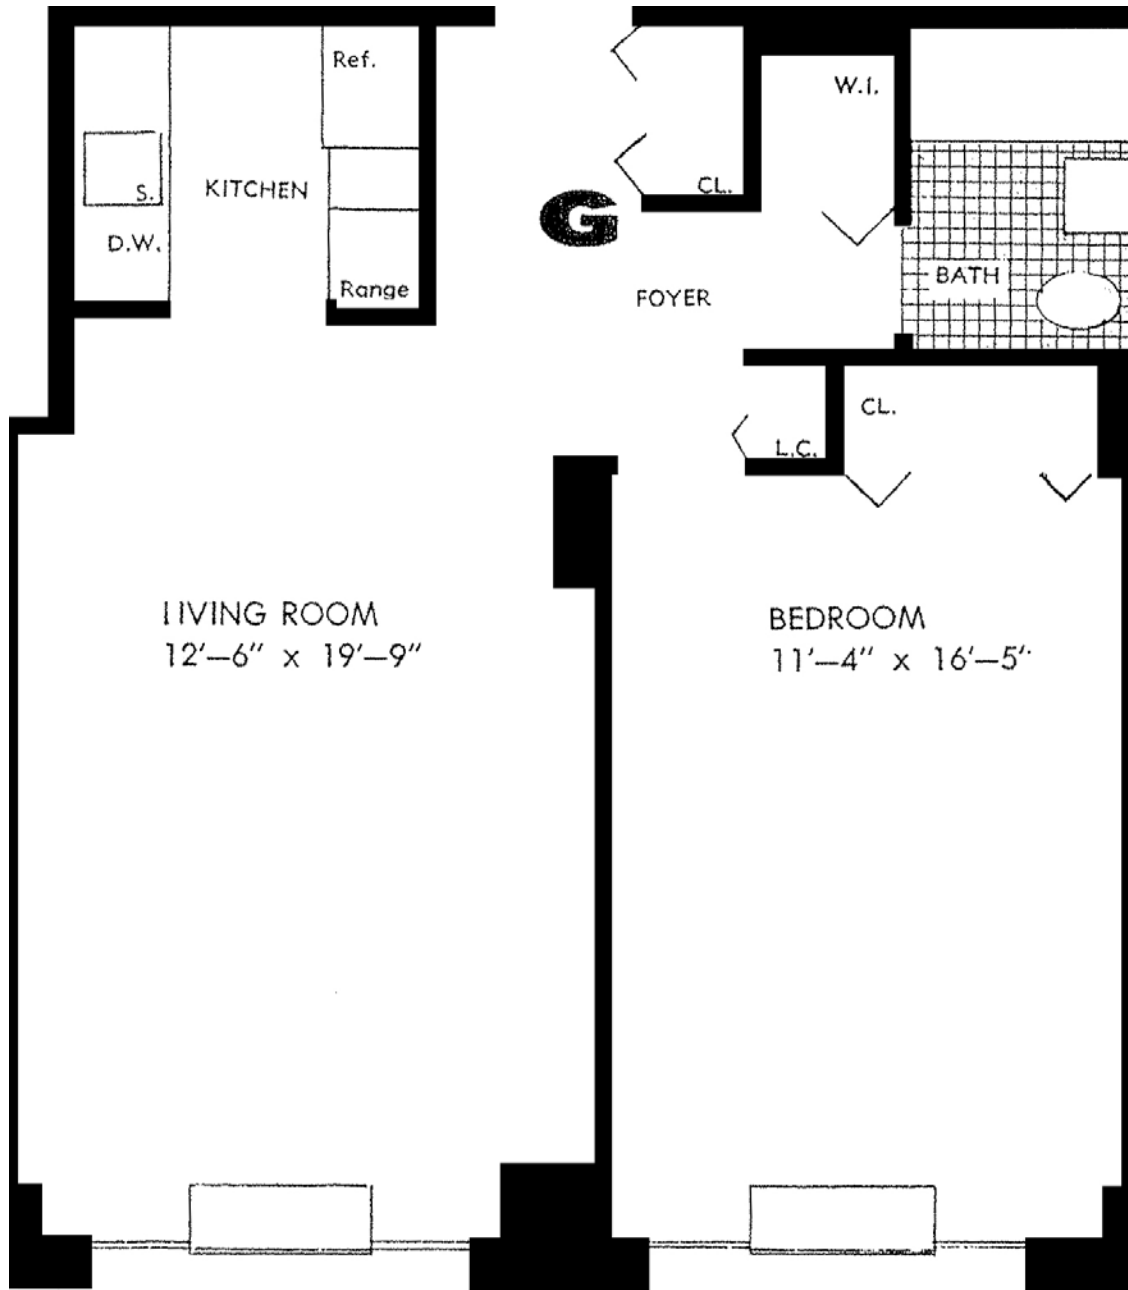 Ref.
W.I.
S.
KITCHEN
CL.
G
D.W.
Range
FOYER
BATH
CL.
L.C.
LIVING ROOM
12'–6" x 19'–9"
BEDROOM
11'–4" x 16'–5"